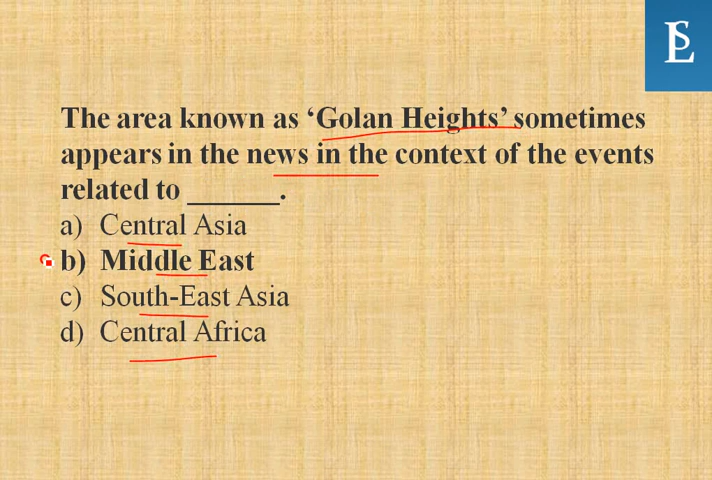 LS
The area known as ‘Golan Heights’ sometimes
appears in the news in the context of the events
related to ______.
a) Central Asia
b) Middle East
c) South-East Asia
d) Central Africa